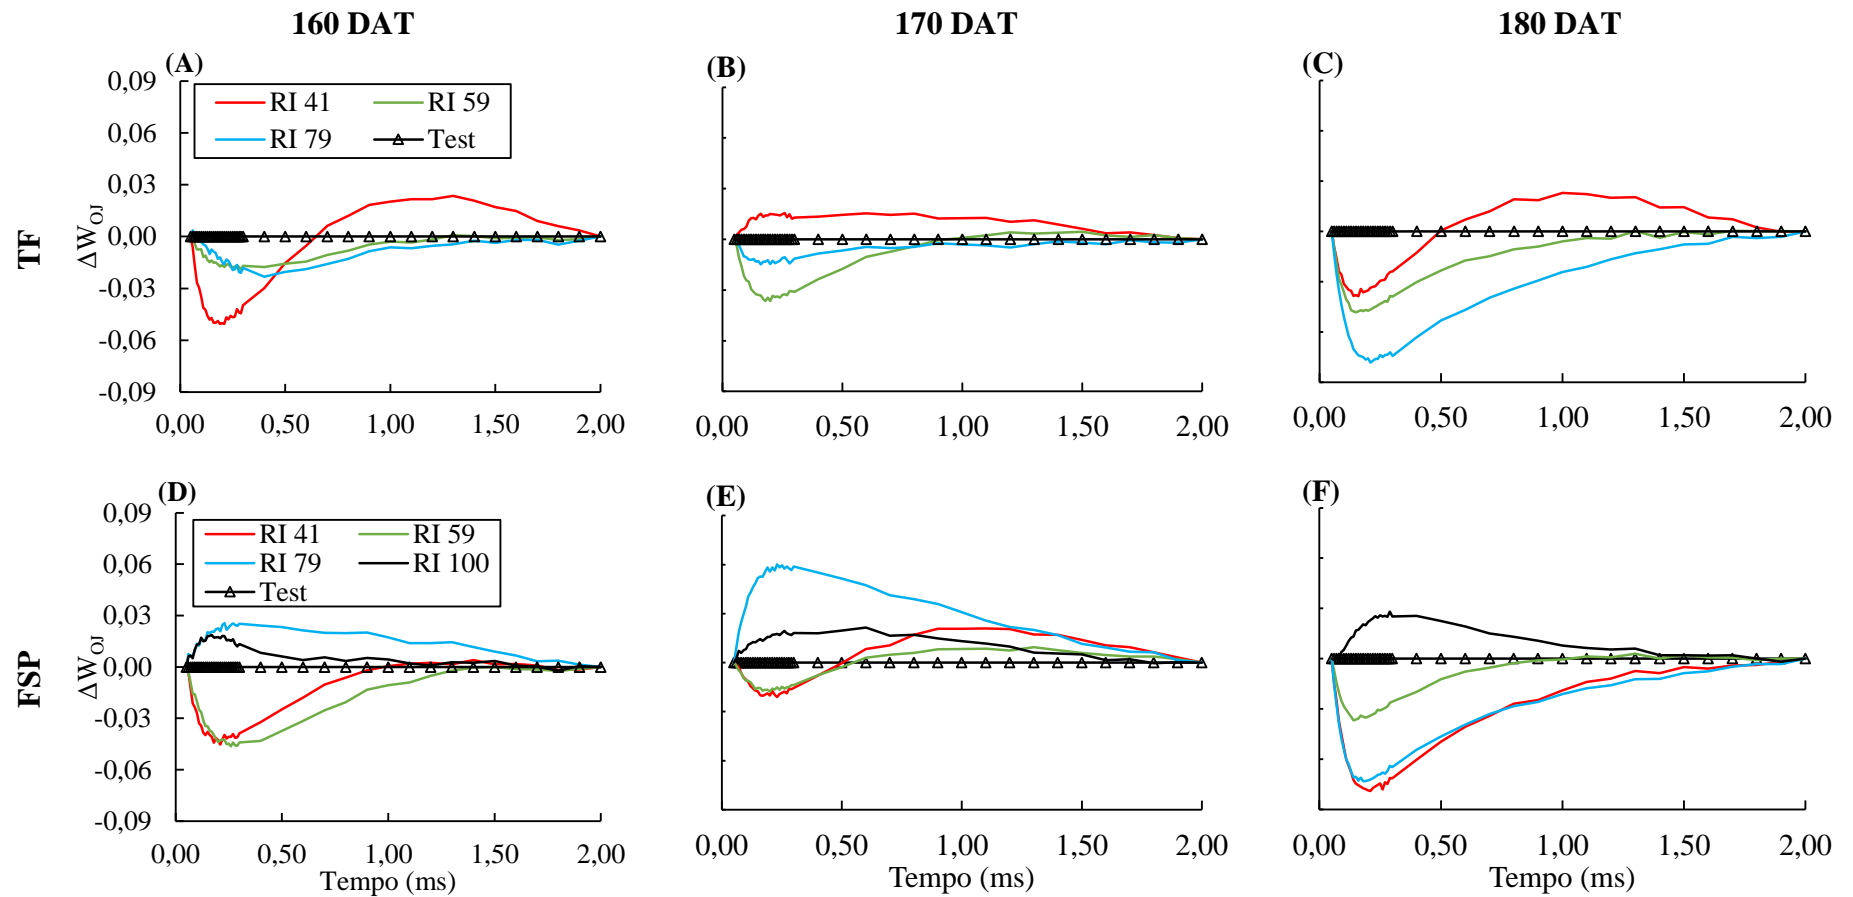 160 DAT 170 DAT 180 DAT
(A) (B) (C)
TF
ΔW_OJ
0,09
0,06
0,03
0,00
-0,03
-0,06
-0,09
RI 41 RI 59
RI 79 Test
0,00 0,50 1,00 1,50 2,00
0,00 0,50 1,00 1,50 2,00
0,00 0,50 1,00 1,50 2,00
(D) (E) (F)
FSP
ΔW_OJ
0,09
0,06
0,03
0,00
-0,03
-0,06
-0,09
RI 41 RI 59
RI 79 RI 100
Test
0,00 0,50 1,00 1,50 2,00
0,00 0,50 1,00 1,50 2,00
0,00 0,50 1,00 1,50 2,00
Tempo (ms) Tempo (ms) Tempo (ms)